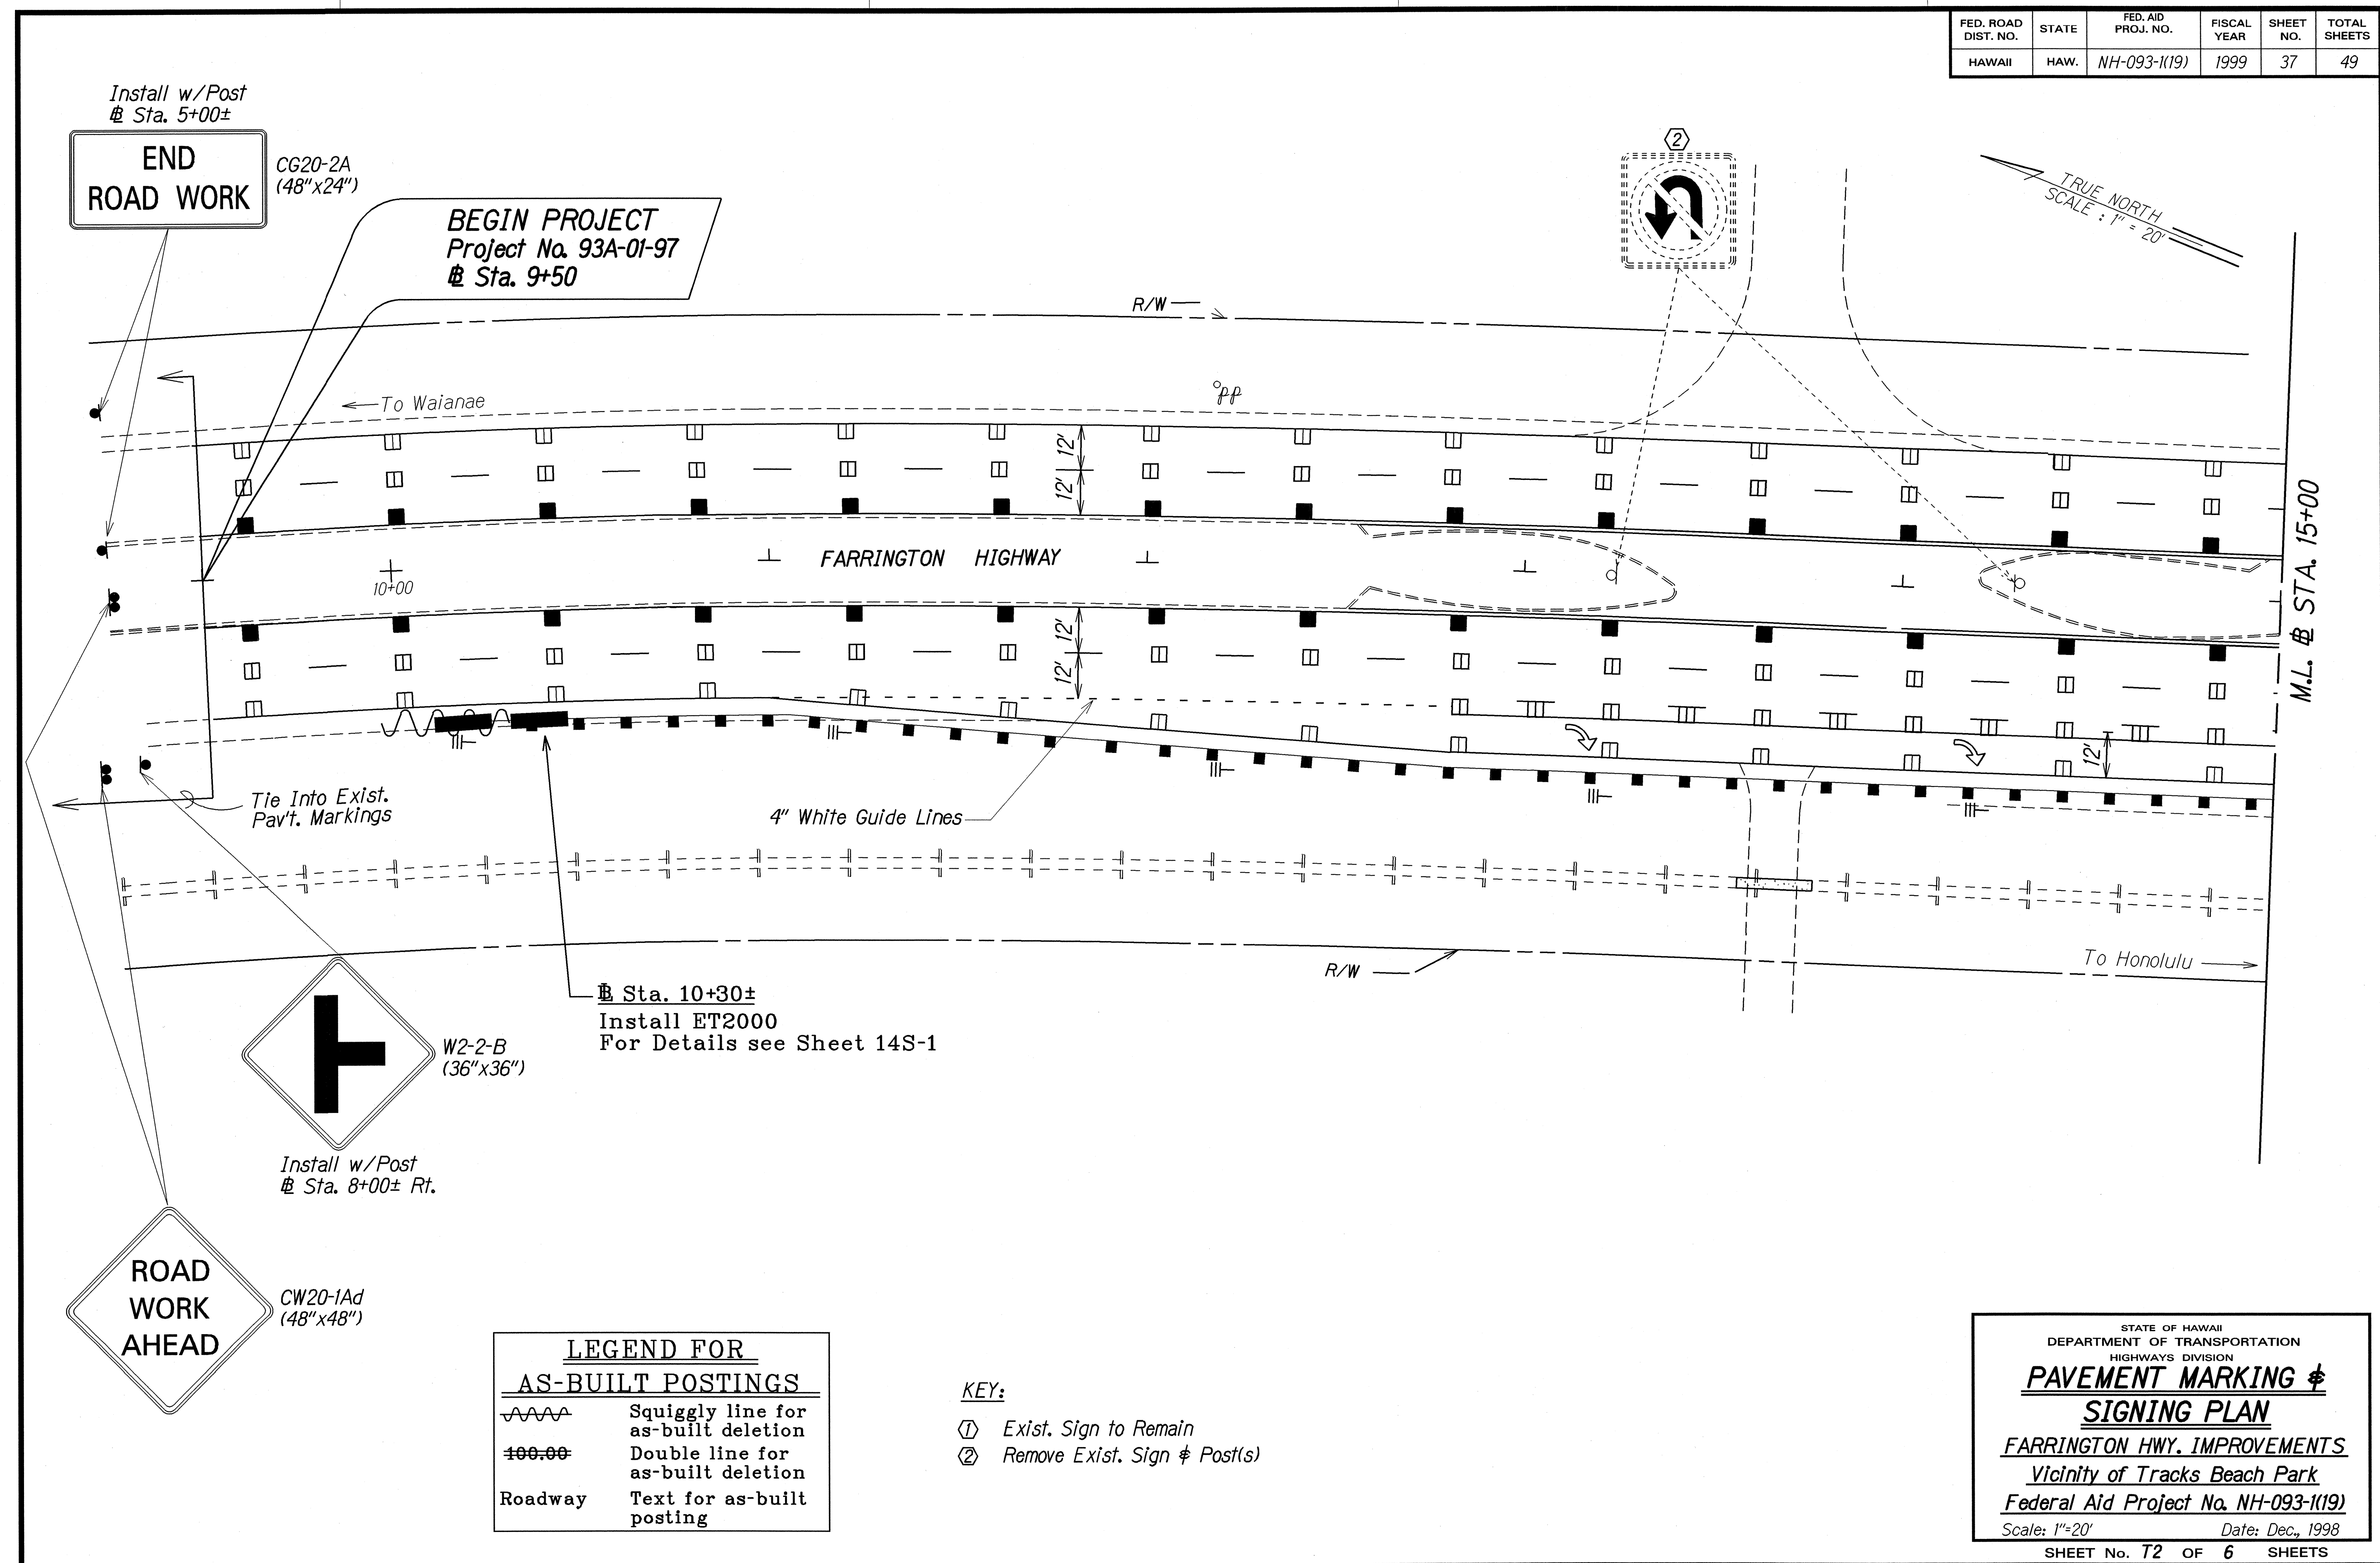 FED. ROAD DIST. NO. STATE FED. AID PROJ. NO. FISCAL YEAR SHEET NO. TOTAL SHEETS
HAWAII HAW. NH-093-1(19) 1999 37 49
Install w/Post
℄ Sta. 5+00±
END
ROAD WORK
CG20-2A
(48"x24")
BEGIN PROJECT
Project No. 93A-01-97
℄ Sta. 9+50
2
TRUE NORTH
SCALE : 1" = 20'
R/W
To Waianae
pp
12'
12'
FARRINGTON HIGHWAY
10+00
12'
12'
12'
M.L. ℄ STA. 15+00
Tie Into Exist.
Pav't. Markings
4" White Guide Lines
R/W
To Honolulu
℄ Sta. 10+30±
Install ET2000
For Details see Sheet 14S-1
W2-2-B
(36"x36")
Install w/Post
℄ Sta. 8+00± Rt.
ROAD
WORK
AHEAD
CW20-1Ad
(48"x48")
LEGEND FOR
AS-BUILT POSTINGS
Squiggly line for
as-built deletion
100.00 Double line for
as-built deletion
Roadway Text for as-built
posting
KEY:
1 Exist. Sign to Remain
2 Remove Exist. Sign & Post(s)
STATE OF HAWAII
DEPARTMENT OF TRANSPORTATION
HIGHWAYS DIVISION
PAVEMENT MARKING &
SIGNING PLAN
FARRINGTON HWY. IMPROVEMENTS
Vicinity of Tracks Beach Park
Federal Aid Project No. NH-093-1(19)
Scale: 1"=20' Date: Dec., 1998
SHEET No. T2 OF 6 SHEETS